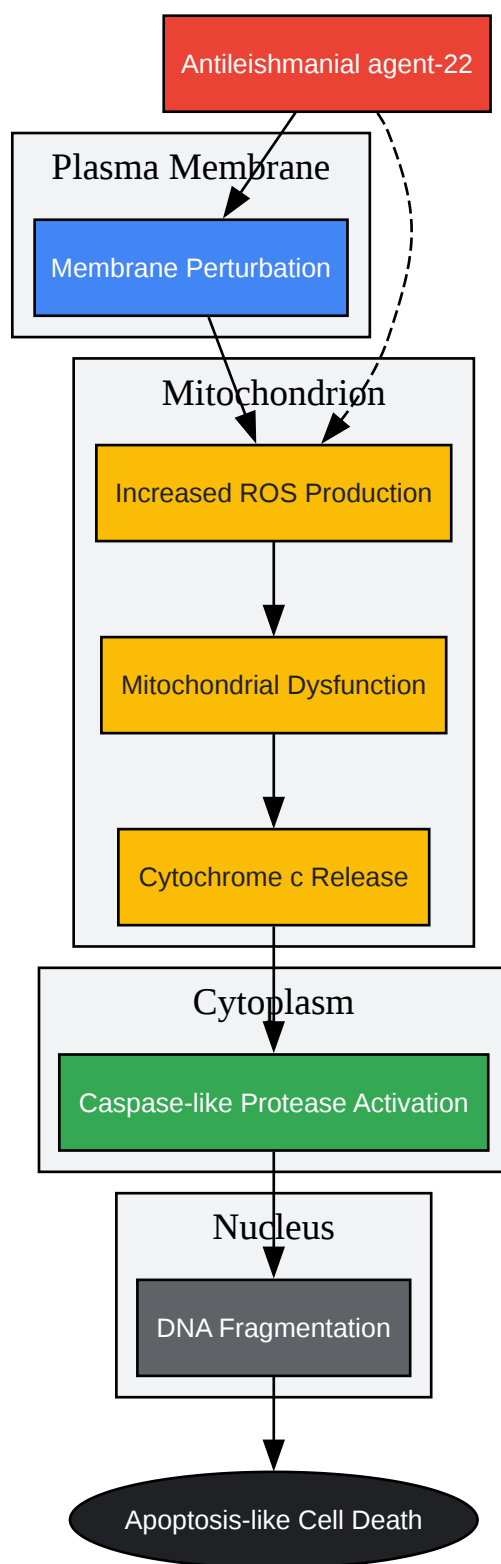 Antileishmanial agent-22
Plasma Membrane
Membrane Perturbation
Mitochondrion
Increased ROS Production
Mitochondrial Dysfunction
Cytochrome c Release
Cytoplasm
Caspase-like Protease Activation
Nucleus
DNA Fragmentation
Apoptosis-like Cell Death